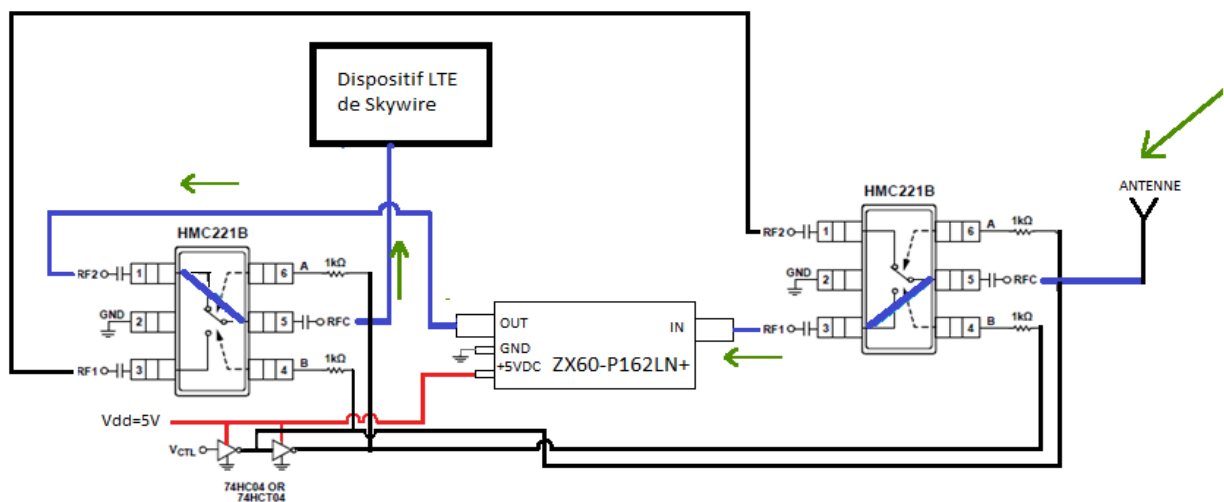 Dispositif LTE
de Skywire
HMC221B
ANTENNE
RF2
1
6
A
1kΩ
GND
2
5
RFC
RF1
3
4
B
1kΩ
HMC221B
RF2
1
6
A
1kΩ
GND
2
5
RFC
RF1
3
4
B
1kΩ
OUT
IN
GND
+5VDC
ZX60-P162LN+
Vdd=5V
VCTL
74HC04 OR
74HCT04